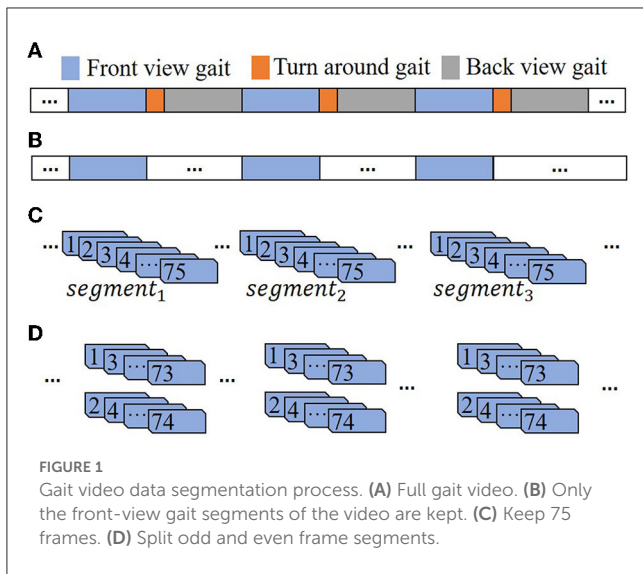 A
Front view gait Turn around gait Back view gait
... ... 
B
... ... ... ...
C
... 1 2 3 4 ... 75 ... 1 2 3 4 ... 75 ... 1 2 3 4 ... 75 ...
segment₁ segment₂ segment₃
D
1 3 ... 73 1 3 ... 73 1 3 ... 73
... ... ... ...
2 4 ... 74 2 4 ... 74 2 4 ... 74
FIGURE 1
Gait video data segmentation process. (A) Full gait video. (B) Only
the front-view gait segments of the video are kept. (C) Keep 75
frames. (D) Split odd and even frame segments.